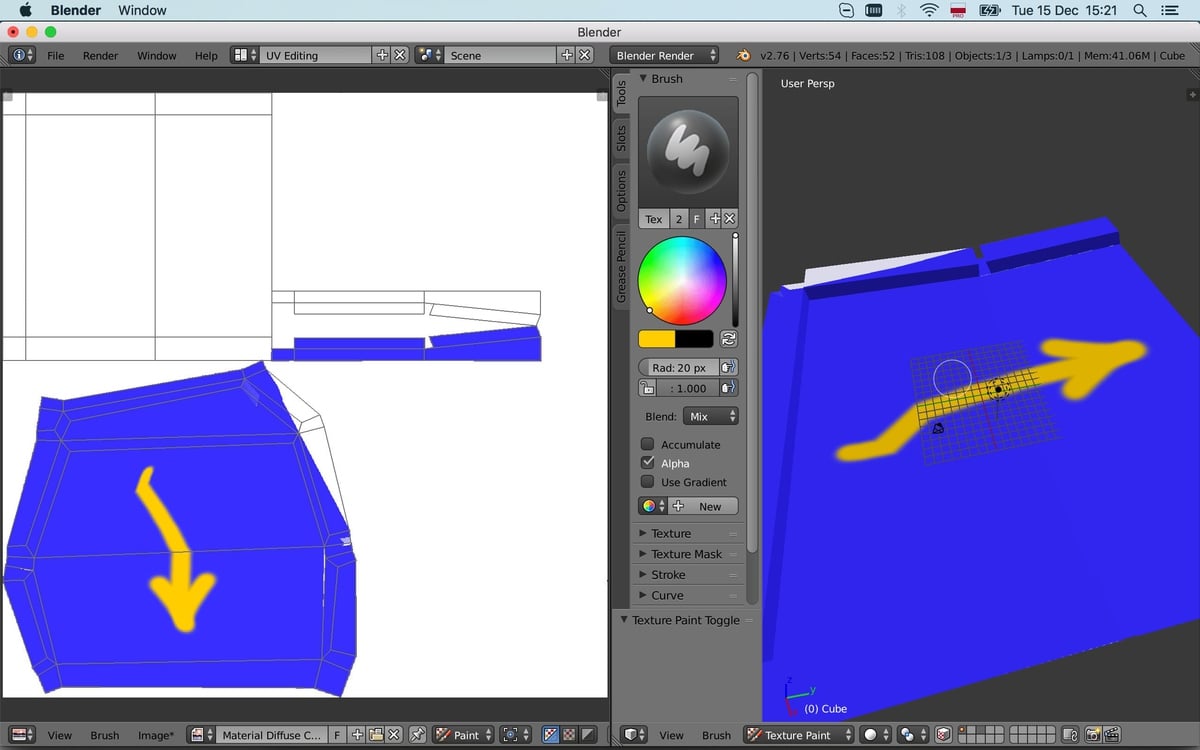 Blender Window PRO Tue 15 Dec 15:21
Blender
File Render Window Help UV Editing Scene Blender Render v2.76 | Verts:54 | Faces:52 | Tris:108 | Objects:1/3 | Lamps:0/1 | Mem:41.06M | Cube
Tools
Slots
Options
Grease Pencil
Brush
Tex 2 F
Rad: 20 px
: 1.000
Blend: Mix
Accumulate
Alpha
Use Gradient
New
Texture
Texture Mask
Stroke
Curve
Texture Paint Toggle
User Persp
z
y
(0) Cube
View Brush Image* Material Diffuse C... F Paint
View Brush Texture Paint